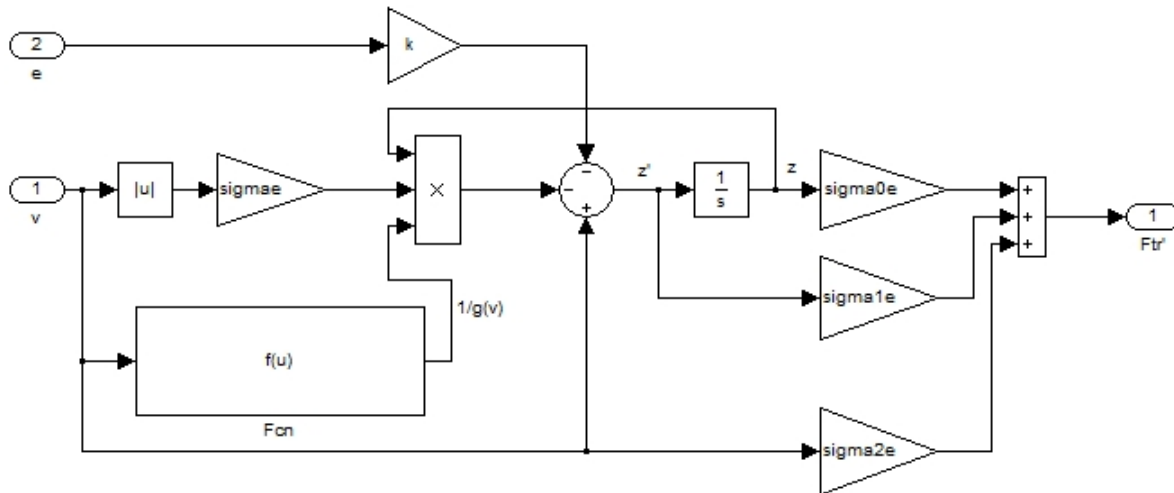 2
e
k
1
v
|u|
sigmae
×
1/g(v)
f(u)
Fcn
−
−
+
z'
1
s
z
sigma0e
sigma1e
sigma2e
+
+
+
1
Ftr'